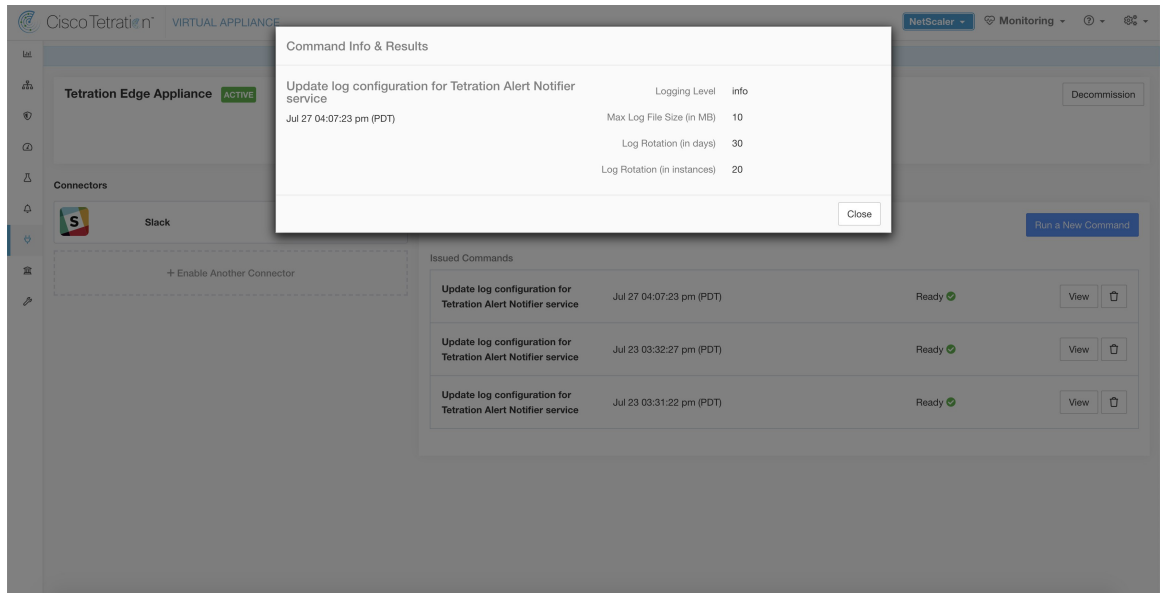 Cisco Tetration™ VIRTUAL APPLIANCE
NetScaler
Monitoring
Command Info & Results
Update log configuration for Tetration Alert Notifier
service
Jul 27 04:07:23 pm (PDT)
Logging Level info
Max Log File Size (in MB) 10
Log Rotation (in days) 30
Log Rotation (in instances) 20
Close
Tetration Edge Appliance ACTIVE
Decommission
Connectors
S Slack
+ Enable Another Connector
Run a New Command
Issued Commands
Update log configuration for
Tetration Alert Notifier service
Jul 27 04:07:23 pm (PDT)
Ready
View
Update log configuration for
Tetration Alert Notifier service
Jul 23 03:32:27 pm (PDT)
Ready
View
Update log configuration for
Tetration Alert Notifier service
Jul 23 03:31:22 pm (PDT)
Ready
View